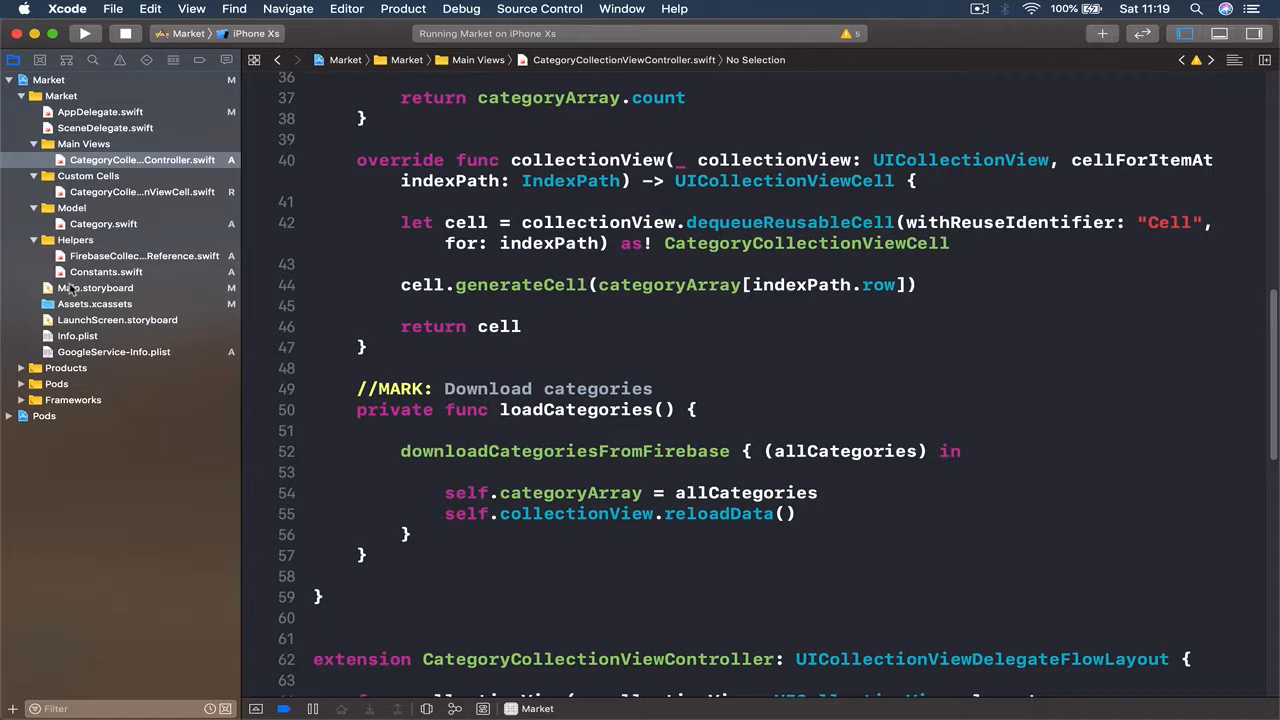 Xcode File Edit View Find Navigate Editor Product Debug Source Control Window Help 100% Sat 11:19
Market iPhone Xs Running Market on iPhone Xs 5
Market Market Main Views CategoryCollectionViewController.swift No Selection
Market M
Market
AppDelegate.swift M
SceneDelegate.swift
Main Views
CategoryColle...Controller.swift A
Custom Cells
CategoryColle...nViewCell.swift R
Model
Category.swift A
Helpers
FirebaseCollec...Reference.swift A
Constants.swift A
Main.storyboard M
Assets.xcassets M
LaunchScreen.storyboard
Info.plist
GoogleService-Info.plist A
Products
Pods
Frameworks
Pods
Filter
36
37 return categoryArray.count
38 }
39
40 override func collectionView(_ collectionView: UICollectionView, cellForItemAt
indexPath: IndexPath) -> UICollectionViewCell {
41
42 let cell = collectionView.dequeueReusableCell(withReuseIdentifier: "Cell",
for: indexPath) as! CategoryCollectionViewCell
43
44 cell.generateCell(categoryArray[indexPath.row])
45
46 return cell
47 }
48
49 //MARK: Download categories
50 private func loadCategories() {
51
52 downloadCategoriesFromFirebase { (allCategories) in
53
54 self.categoryArray = allCategories
55 self.collectionView.reloadData()
56 }
57 }
58
59 }
60
61
62 extension CategoryCollectionViewController: UICollectionViewDelegateFlowLayout {
63
Market